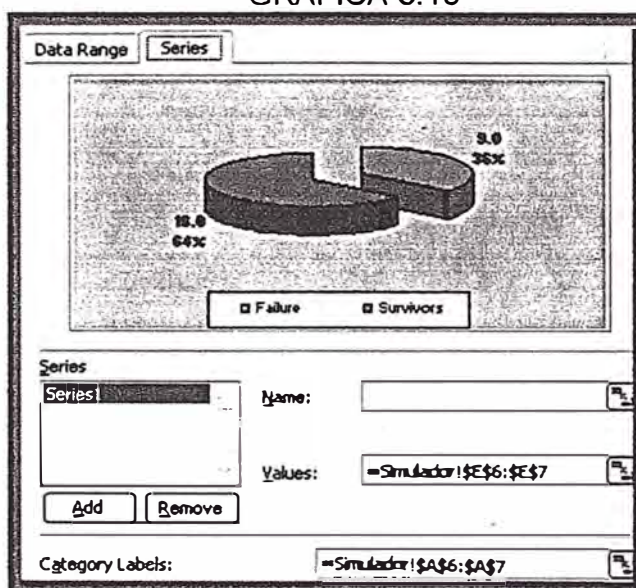 GRAFICA 6.18
Data Range Series
9.0
36%
16.0
64%
Failure Survivors
Series
Series1
Name:
Values: =Simulador!$E$6:$E$7
Add Remove
Category Labels: =Simulador!$A$6:$A$7